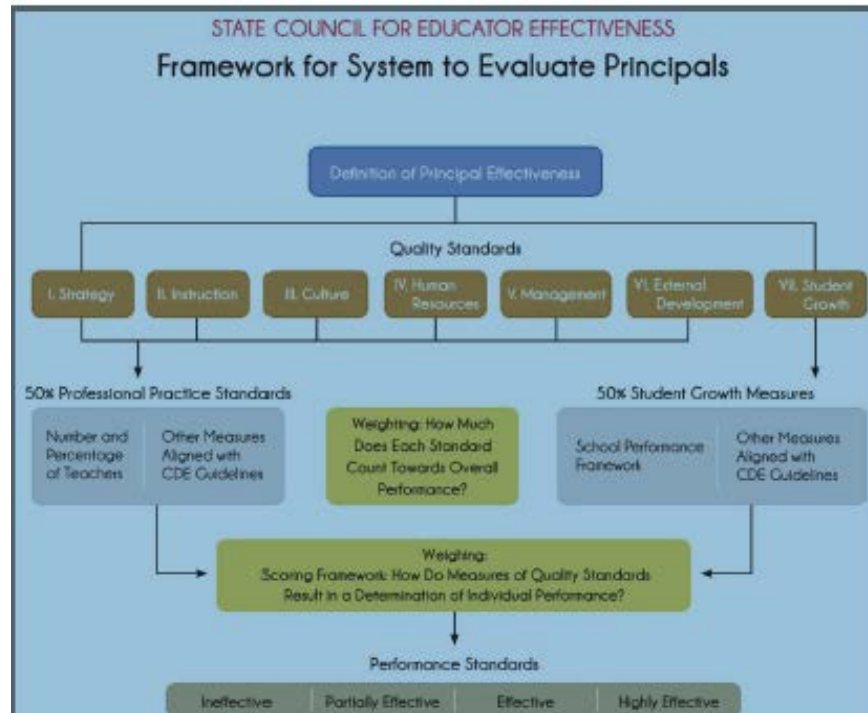 STATE COUNCIL FOR EDUCATOR EFFECTIVENESS
Framework for System to Evaluate Principals
Definition of Principal Effectiveness
Quality Standards
I. Strategy
II. Instruction
III. Culture
IV. Human
Resources
V. Management
VI. External
Development
VII. Student
Growth
50% Professional Practice Standards
50% Student Growth Measures
Number and
Percentage
of Teachers
Other Measures
Aligned with
CDE Guidelines
Weighting: How Much
Does Each Standard
Count Towards Overall
Performance?
School Performance
Framework
Other Measures
Aligned with
CDE Guidelines
Weighing:
Scoring Framework: How Do Measures of Quality Standards
Result in a Determination of Individual Performance?
Performance Standards
Ineffective
Partially Effective
Effective
Highly Effective